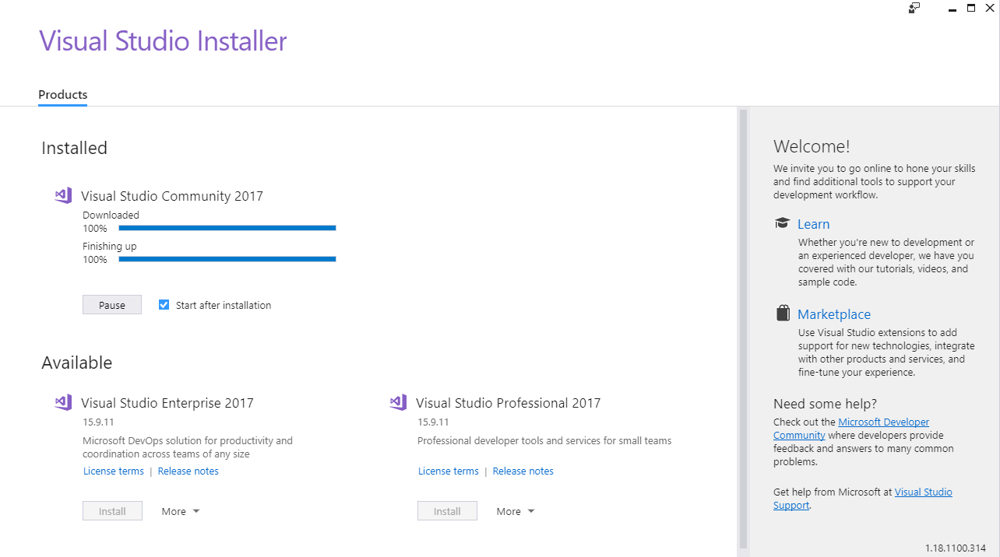 Visual Studio Installer
Products
Installed
Visual Studio Community 2017
Downloaded
100%
Finishing up
100%
Pause
Start after installation
Available
Visual Studio Enterprise 2017
15.9.11
Microsoft DevOps solution for productivity and
coordination across teams of any size
License terms | Release notes
Install More
Visual Studio Professional 2017
15.9.11
Professional developer tools and services for small teams
License terms | Release notes
Install More
Welcome!
We invite you to go online to hone your skills
and find additional tools to support your
development workflow.
Learn
Whether you're new to development or
an experienced developer, we have you
covered with our tutorials, videos, and
sample code.
Marketplace
Use Visual Studio extensions to add
support for new technologies, integrate
with other products and services, and
fine-tune your experience.
Need some help?
Check out the Microsoft Developer
Community where developers provide
feedback and answers to many common
problems.
Get help from Microsoft at Visual Studio
Support.
1.18.1100.314